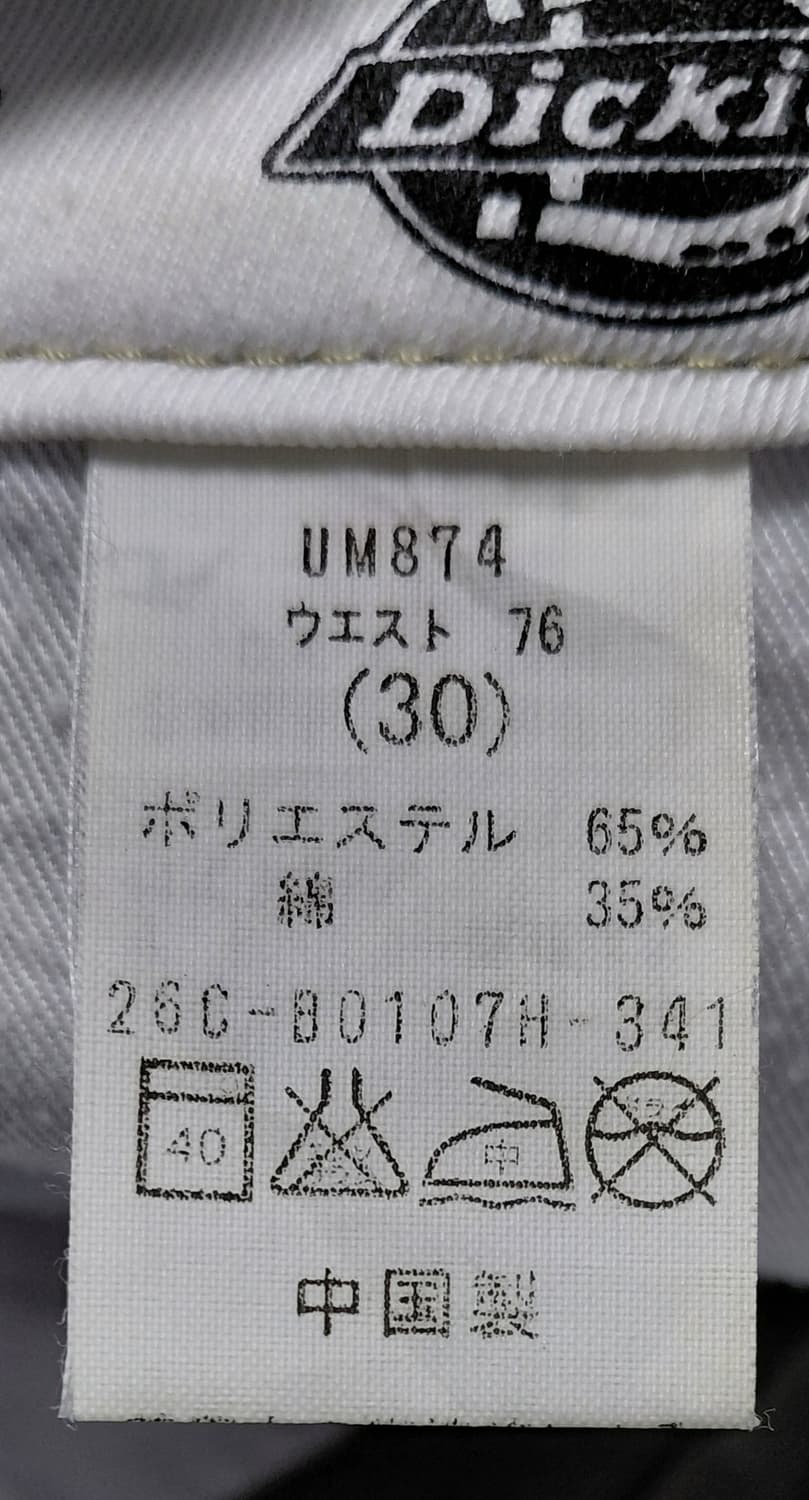 Dickie
UM874
ウエスト 76
(30)
ポリエステル 65%
綿 35%
26C-B0107H-341
40 中
中国製